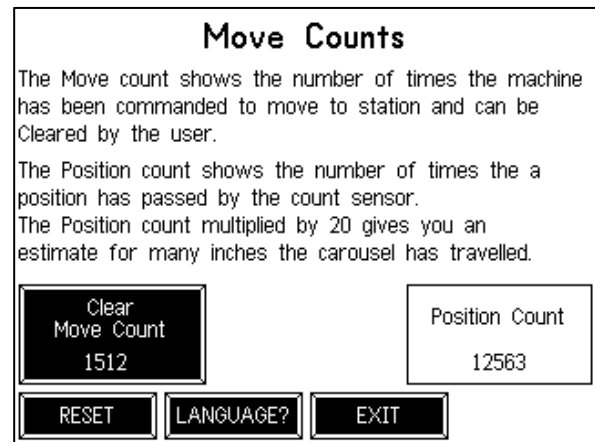 Move Counts
The Move count shows the number of times the machine
has been commanded to move to station and can be
Cleared by the user.
The Position count shows the number of times the a
position has passed by the count sensor.
The Position count multiplied by 20 gives you an
estimate for many inches the carousel has travelled.
Clear
Move Count
1512
Position Count
12563
RESET
LANGUAGE?
EXIT